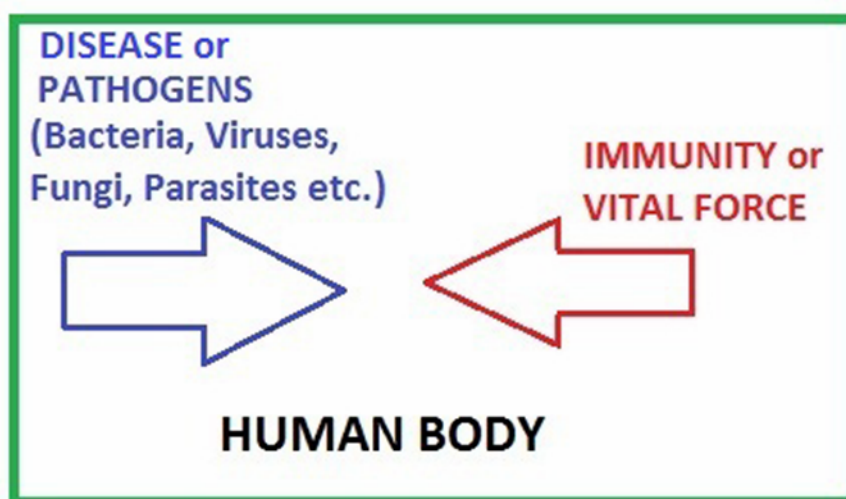 DISEASE or
PATHOGENS
(Bacteria, Viruses,
Fungi, Parasites etc.)
IMMUNITY or
VITAL FORCE
HUMAN BODY